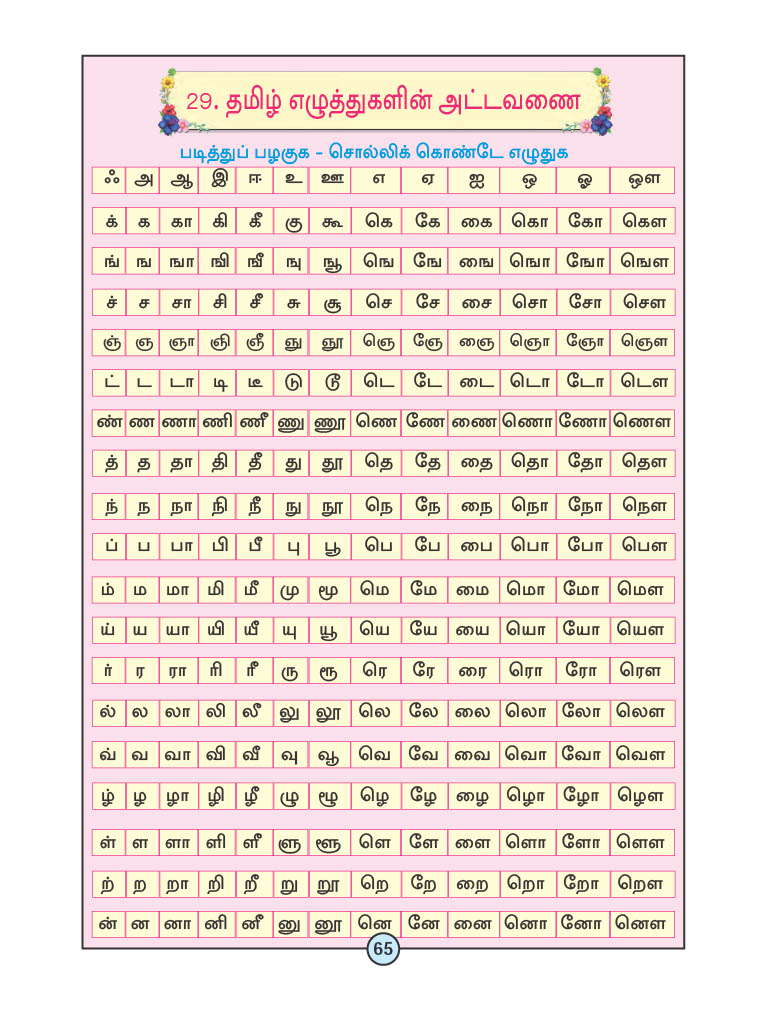 29. தமிழ் எழுத்துகளின் அட்டவணை
படித்துப் பழகுக - சொல்லிக் கொண்டே எழுதுக
ஃ அ ஆ இ ஈ உ ஊ எ ஏ ஐ ஒ ஓ ஔ
க் க கா கி கீ கு கூ கெ கே கை கொ கோ கௌ
ங் ங ஙா ஙி ஙீ ஙு ஙூ ஙெ ஙே ஙை ஙொ ஙோ ஙௌ
ச் ச சா சி சீ சு சூ செ சே சை சொ சோ சௌ
ஞ் ஞ ஞா ஞி ஞீ ஞு ஞூ ஞெ ஞே ஞை ஞொ ஞோ ஞௌ
ட் ட டா டி டீ டு டூ டெ டே டை டொ டோ டௌ
ண் ண ணா ணி ணீ ணு ணூ ணெ ணே ணை ணொ ணோ ணௌ
த் த தா தி தீ து தூ தெ தே தை தொ தோ தௌ
ந் ந நா நி நீ நு நூ நெ நே நை நொ நோ நௌ
ப் ப பா பி பீ பு பூ பெ பே பை பொ போ பௌ
ம் ம மா மி மீ மு மூ மெ மே மை மொ மோ மௌ
ய் ய யா யி யீ யு யூ யெ யே யை யொ யோ யௌ
ர் ர ரா ரி ரீ ரு ரூ ரெ ரே ரை ரொ ரோ ரௌ
ல் ல லா லி லீ லு லூ லெ லே லை லொ லோ லௌ
வ் வ வா வி வீ வு வூ வெ வே வை வொ வோ வௌ
ழ் ழ ழா ழி ழீ ழு ழூ ழெ ழே ழை ழொ ழோ ழௌ
ள் ள ளா ளி ளீ ளு ளூ ளெ ளே ளை ளொ ளோ ளௌ
ற் ற றா றி றீ று றூ றெ றே றை றொ றோ றௌ
ன் ன னா னி னீ னு னூ னெ னே னை னொ னோ னௌ
65